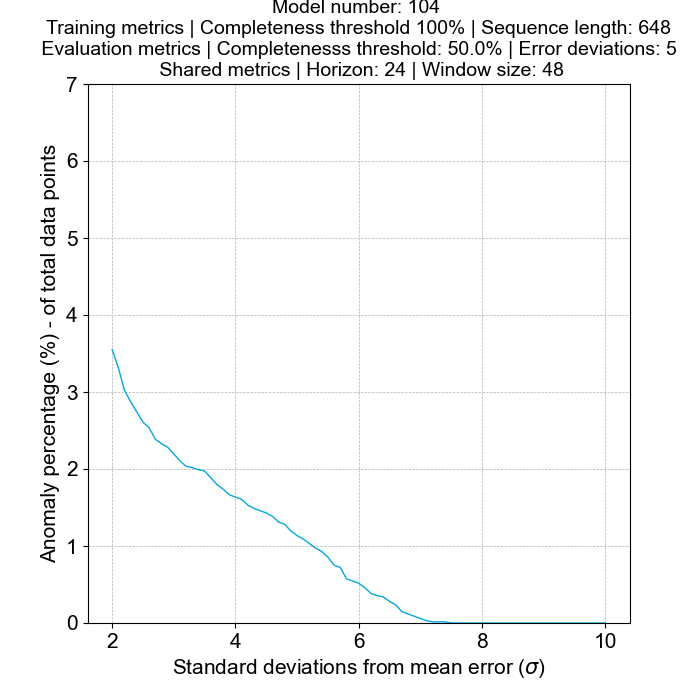 Model number: 104
Training metrics | Completeness threshold 100% | Sequence length: 648
Evaluation metrics | Completenesss threshold: 50.0% | Error deviations: 5
Shared metrics | Horizon: 24 | Window size: 48
7
6
5
4
3
2
1
0
Anomaly percentage (%) - of total data points
2 4 6 8 10
Standard deviations from mean error (σ)